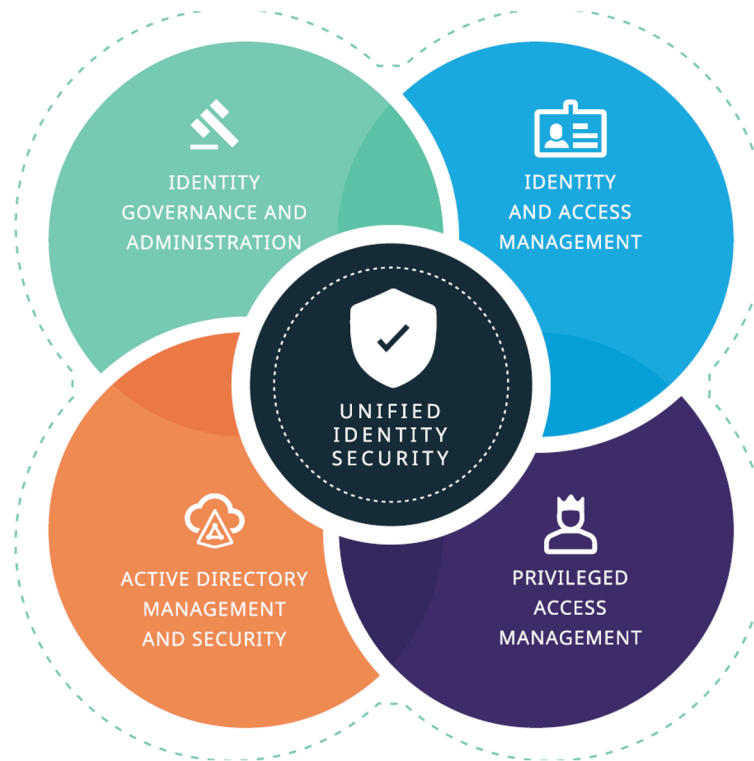 IDENTITY
GOVERNANCE AND
ADMINISTRATION
IDENTITY
AND ACCESS
MANAGEMENT
UNIFIED
IDENTITY
SECURITY
ACTIVE DIRECTORY
MANAGEMENT
AND SECURITY
PRIVILEGED
ACCESS
MANAGEMENT